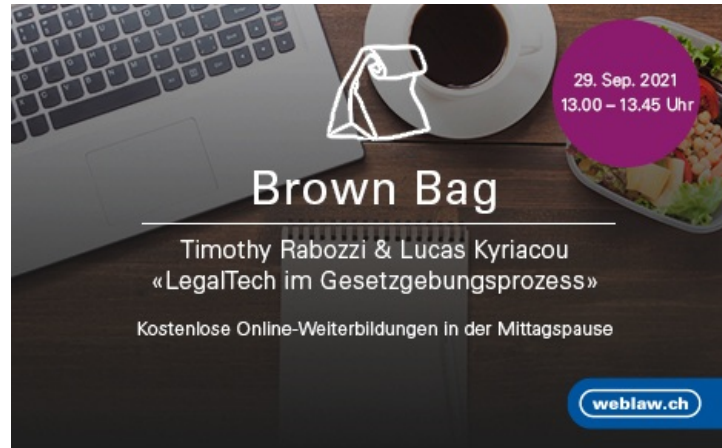 29. Sep. 2021
13.00 – 13.45 Uhr
Brown Bag
Timothy Rabozzi & Lucas Kyriacou
«LegalTech im Gesetzgebungsprozess»
Kostenlose Online-Weiterbildungen in der Mittagspause
weblaw.ch